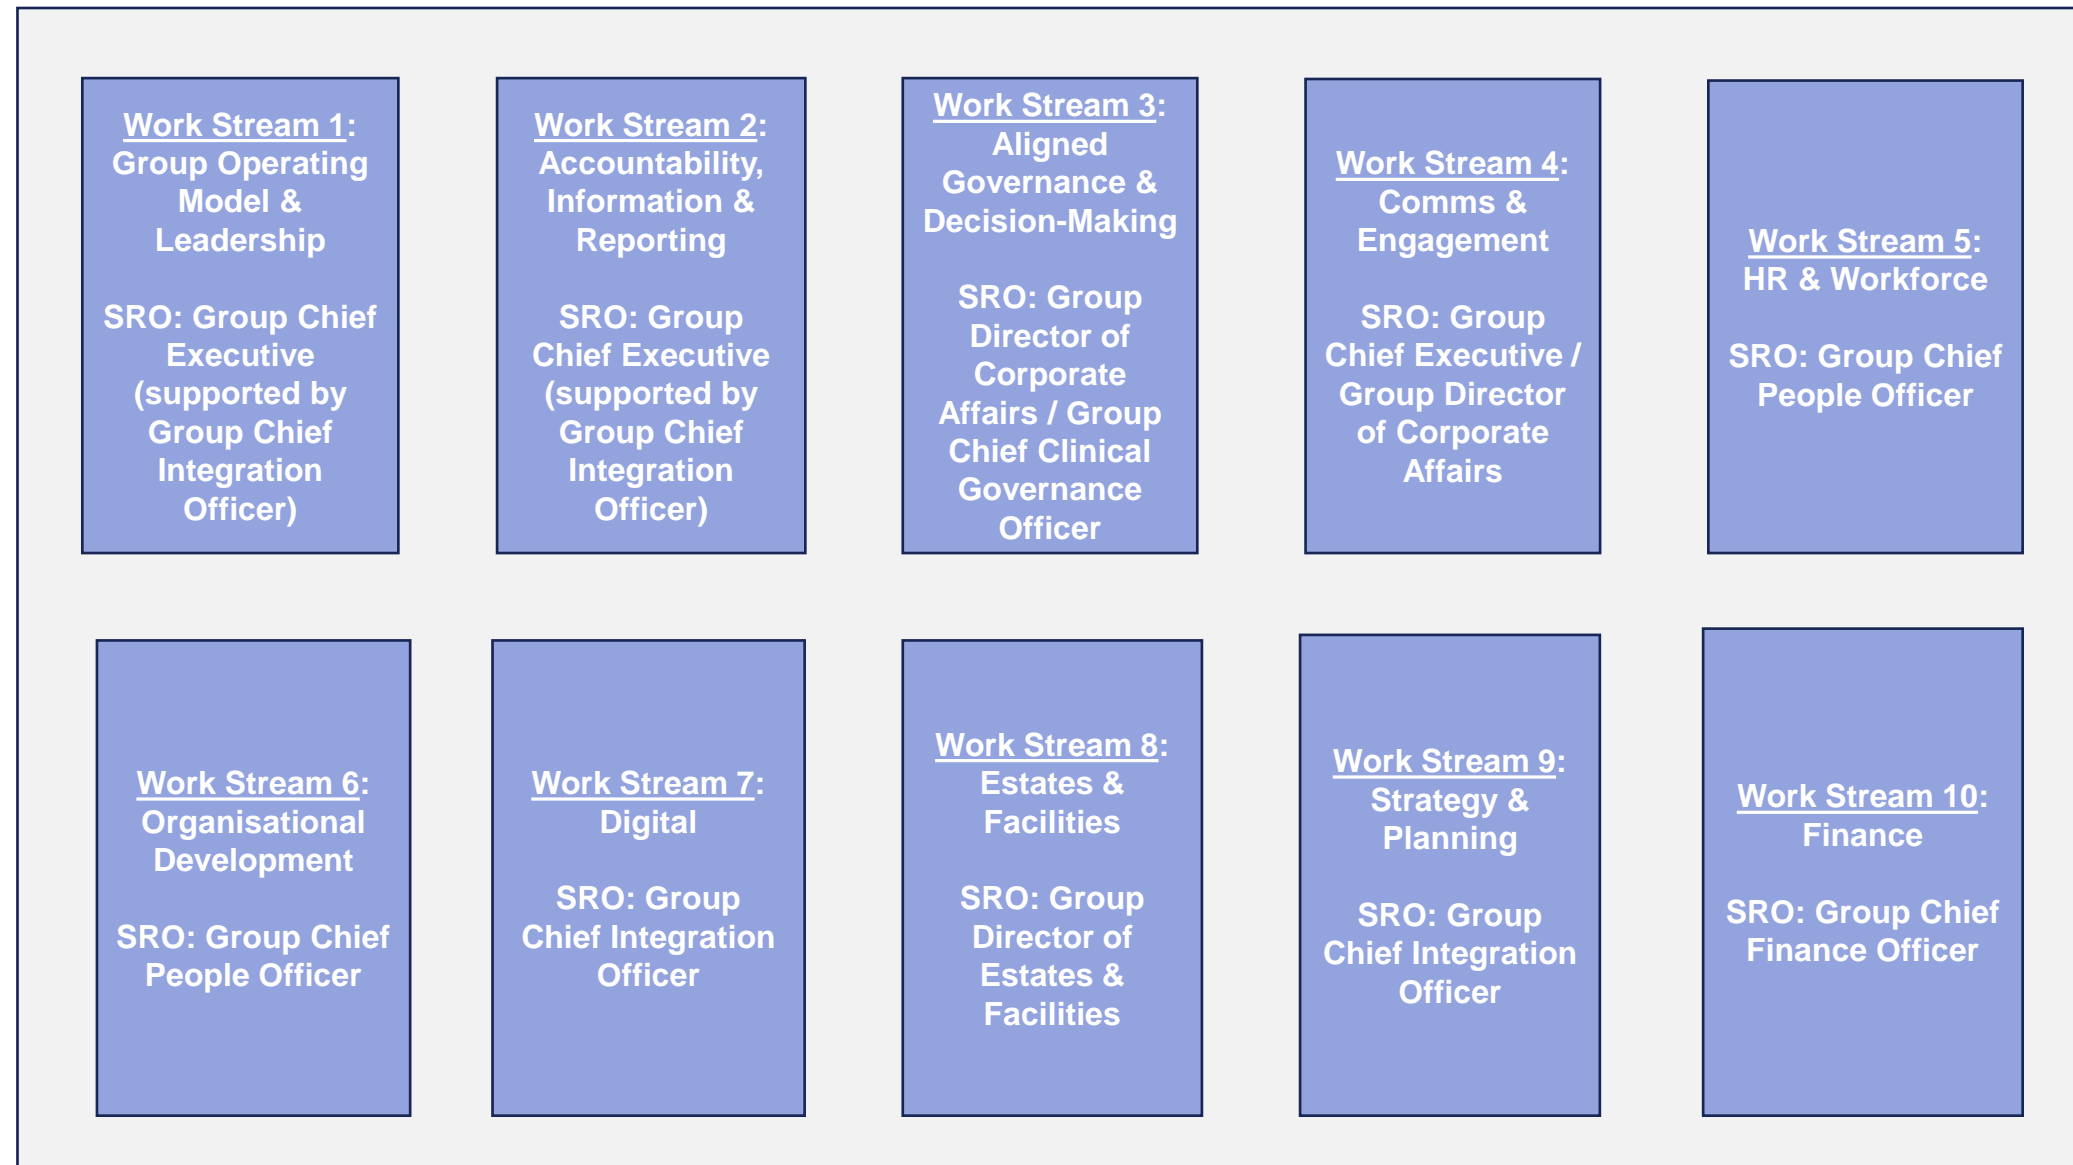 Work Stream 1:
Group Operating
Model &
Leadership
SRO: Group Chief
Executive
(supported by
Group Chief
Integration
Officer)
Work Stream 2:
Accountability,
Information &
Reporting
SRO: Group
Chief Executive
(supported by
Group Chief
Integration
Officer)
Work Stream 3:
Aligned
Governance &
Decision-Making
SRO: Group
Director of
Corporate
Affairs / Group
Chief Clinical
Governance
Officer
Work Stream 4:
Comms &
Engagement
SRO: Group
Chief Executive /
Group Director
of Corporate
Affairs
Work Stream 5:
HR & Workforce
SRO: Group Chief
People Officer
Work Stream 6:
Organisational
Development
SRO: Group Chief
People Officer
Work Stream 7:
Digital
SRO: Group
Chief Integration
Officer
Work Stream 8:
Estates &
Facilities
SRO: Group
Director of
Estates &
Facilities
Work Stream 9:
Strategy &
Planning
SRO: Group
Chief Integration
Officer
Work Stream 10:
Finance
SRO: Group Chief
Finance Officer